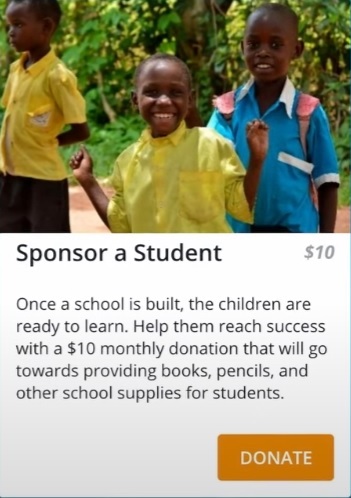 Sponsor a Student $10
Once a school is built, the children are
ready to learn. Help them reach success
with a $10 monthly donation that will go
towards providing books, pencils, and
other school supplies for students.
DONATE